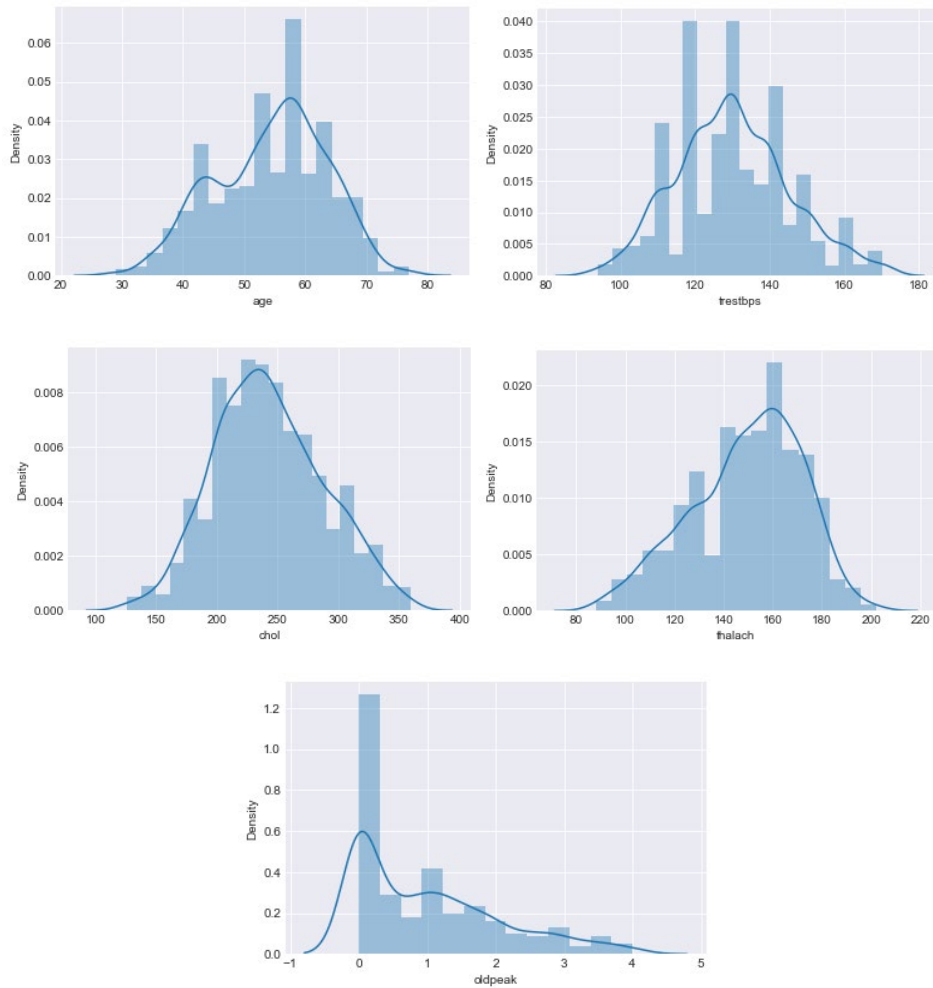 0.06
0.05
0.04
0.03
0.02
0.01
0.00
Density
20 30 40 50 60 70 80
age
0.040
0.035
0.030
0.025
0.020
0.015
0.010
0.005
0.000
Density
80 100 120 140 160 180
trestbps
0.008
0.006
0.004
0.002
0.000
Density
100 150 200 250 300 350 400
chol
0.020
0.015
0.010
0.005
0.000
Density
80 100 120 140 160 180 200 220
thalach
1.2
1.0
0.8
0.6
0.4
0.2
0.0
Density
−1 0 1 2 3 4 5
oldpeak